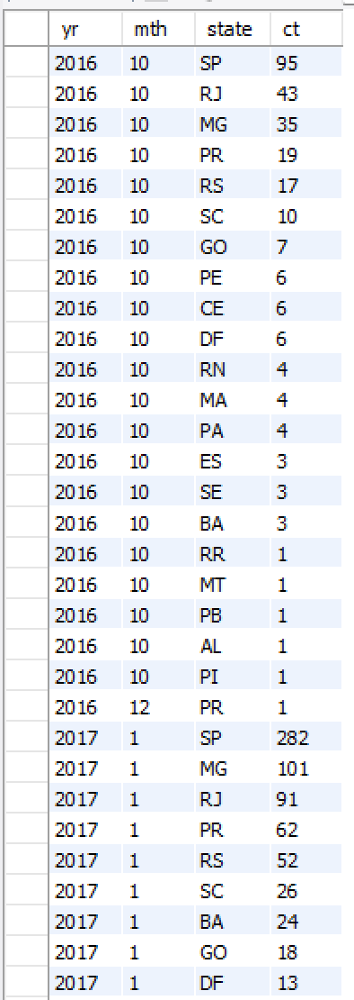 yr mth state ct
2016 10 SP 95
2016 10 RJ 43
2016 10 MG 35
2016 10 PR 19
2016 10 RS 17
2016 10 SC 10
2016 10 GO 7
2016 10 PE 6
2016 10 CE 6
2016 10 DF 6
2016 10 RN 4
2016 10 MA 4
2016 10 PA 4
2016 10 ES 3
2016 10 SE 3
2016 10 BA 3
2016 10 RR 1
2016 10 MT 1
2016 10 PB 1
2016 10 AL 1
2016 10 PI 1
2016 12 PR 1
2017 1 SP 282
2017 1 MG 101
2017 1 RJ 91
2017 1 PR 62
2017 1 RS 52
2017 1 SC 26
2017 1 BA 24
2017 1 GO 18
2017 1 DF 13